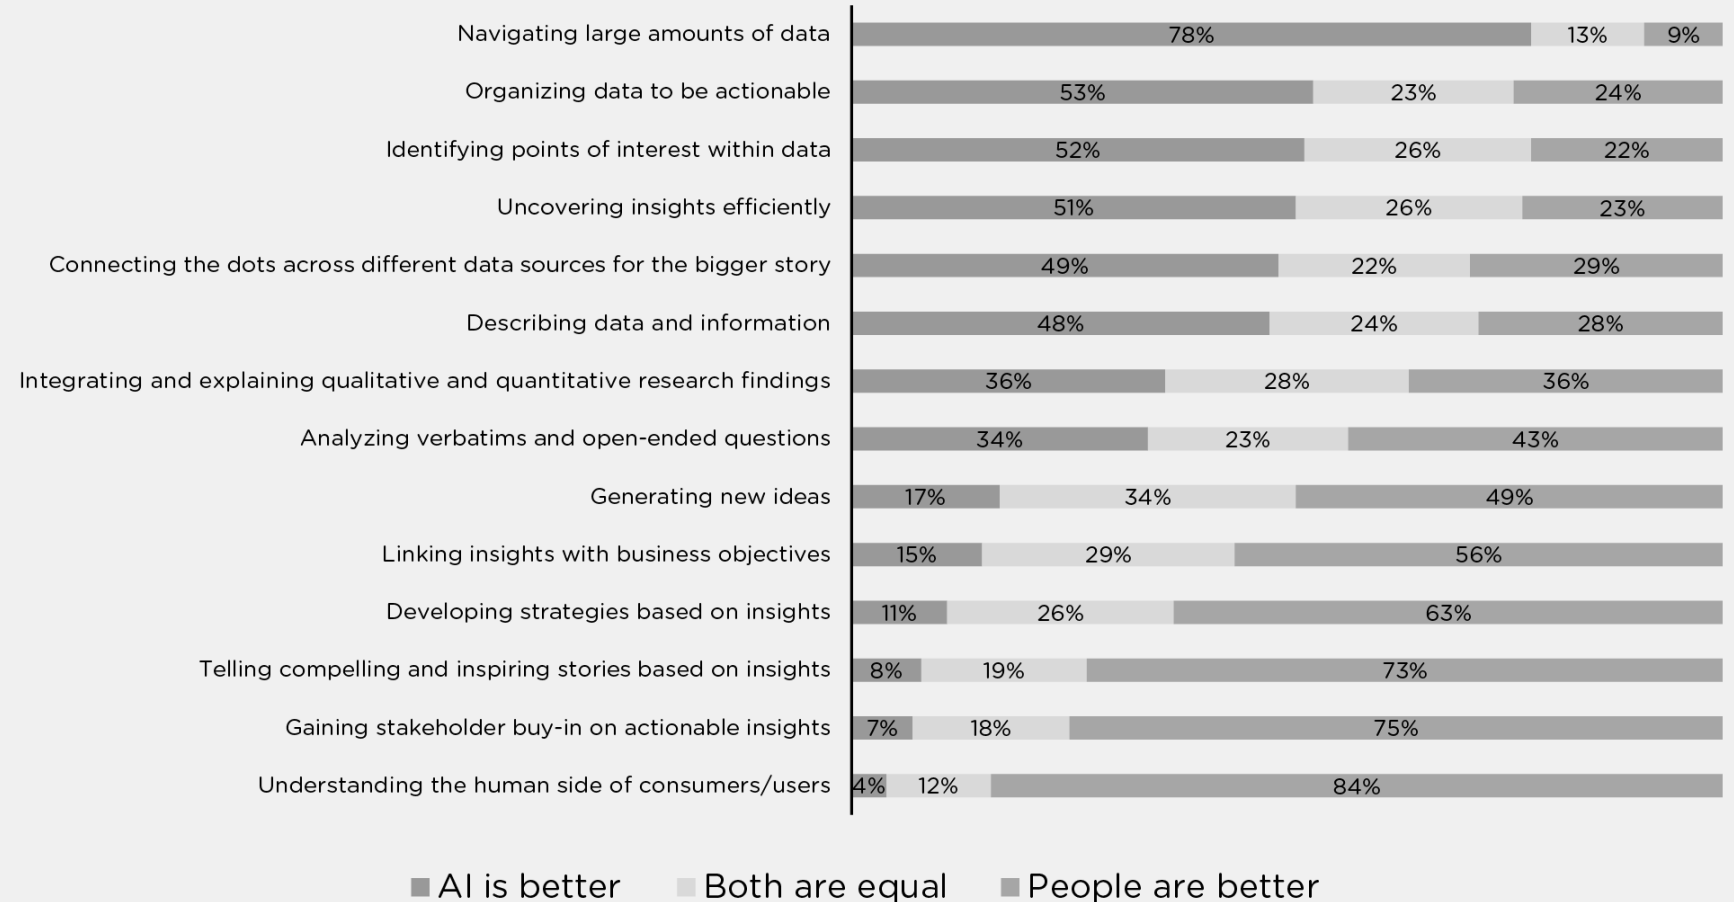 Navigating large amounts of data 78% 13% 9%
Organizing data to be actionable 53% 23% 24%
Identifying points of interest within data 52% 26% 22%
Uncovering insights efficiently 51% 26% 23%
Connecting the dots across different data sources for the bigger story 49% 22% 29%
Describing data and information 48% 24% 28%
Integrating and explaining qualitative and quantitative research findings 36% 28% 36%
Analyzing verbatims and open-ended questions 34% 23% 43%
Generating new ideas 17% 34% 49%
Linking insights with business objectives 15% 29% 56%
Developing strategies based on insights 11% 26% 63%
Telling compelling and inspiring stories based on insights 8% 19% 73%
Gaining stakeholder buy-in on actionable insights 7% 18% 75%
Understanding the human side of consumers/users 4% 12% 84%
AI is better Both are equal People are better